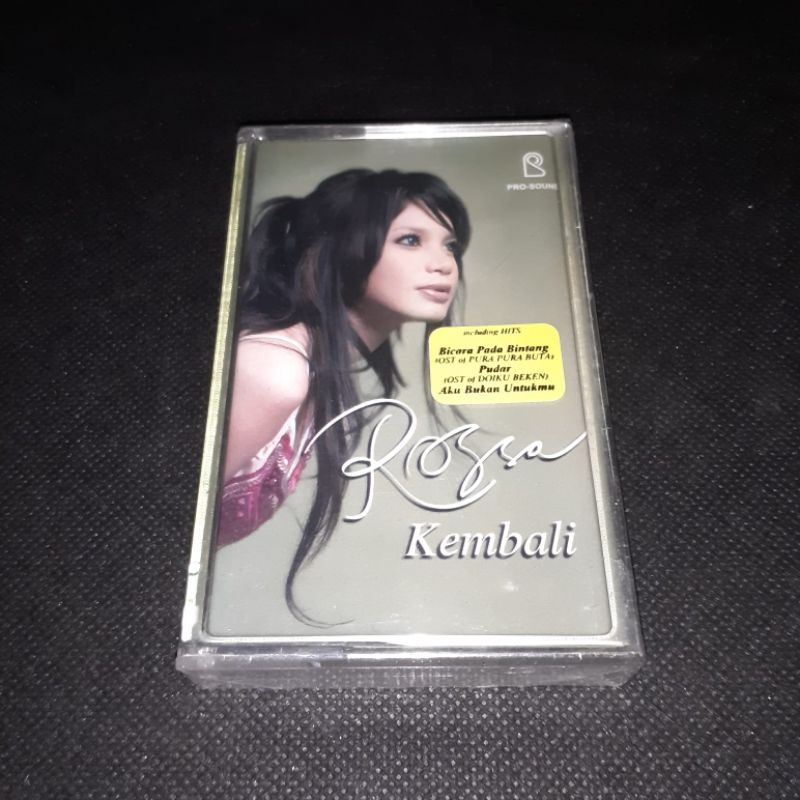 PRO-SOUND
including HITS
Bicara Pada Bintang
(OST of PURA PURA BUTA)
Pudar
(OST of DOIKU BEKEN)
Aku Bukan Untukmu
Rossa
Kembali